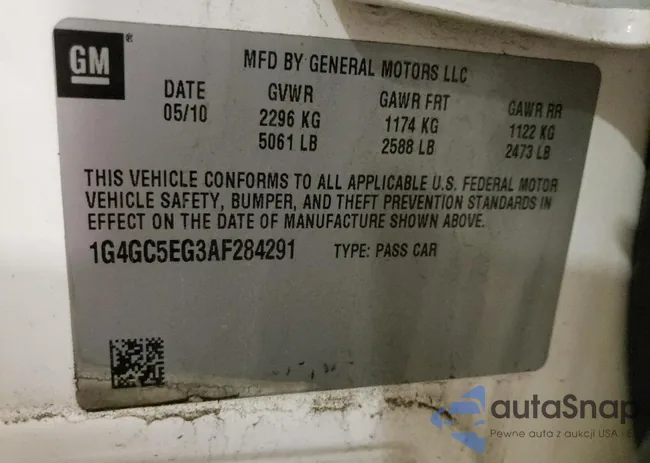 GM ®
MFD BY GENERAL MOTORS LLC
DATE GVWR GAWR FRT GAWR RR
05/10 2296 KG 1174 KG 1122 KG
5061 LB 2588 LB 2473 LB
THIS VEHICLE CONFORMS TO ALL APPLICABLE U.S. FEDERAL MOTOR
VEHICLE SAFETY, BUMPER, AND THEFT PREVENTION STANDARDS IN
EFFECT ON THE DATE OF MANUFACTURE SHOWN ABOVE.
1G4GC5EG3AF284291 TYPE: PASS CAR
autaSnap
Pewne auta z aukcji USA